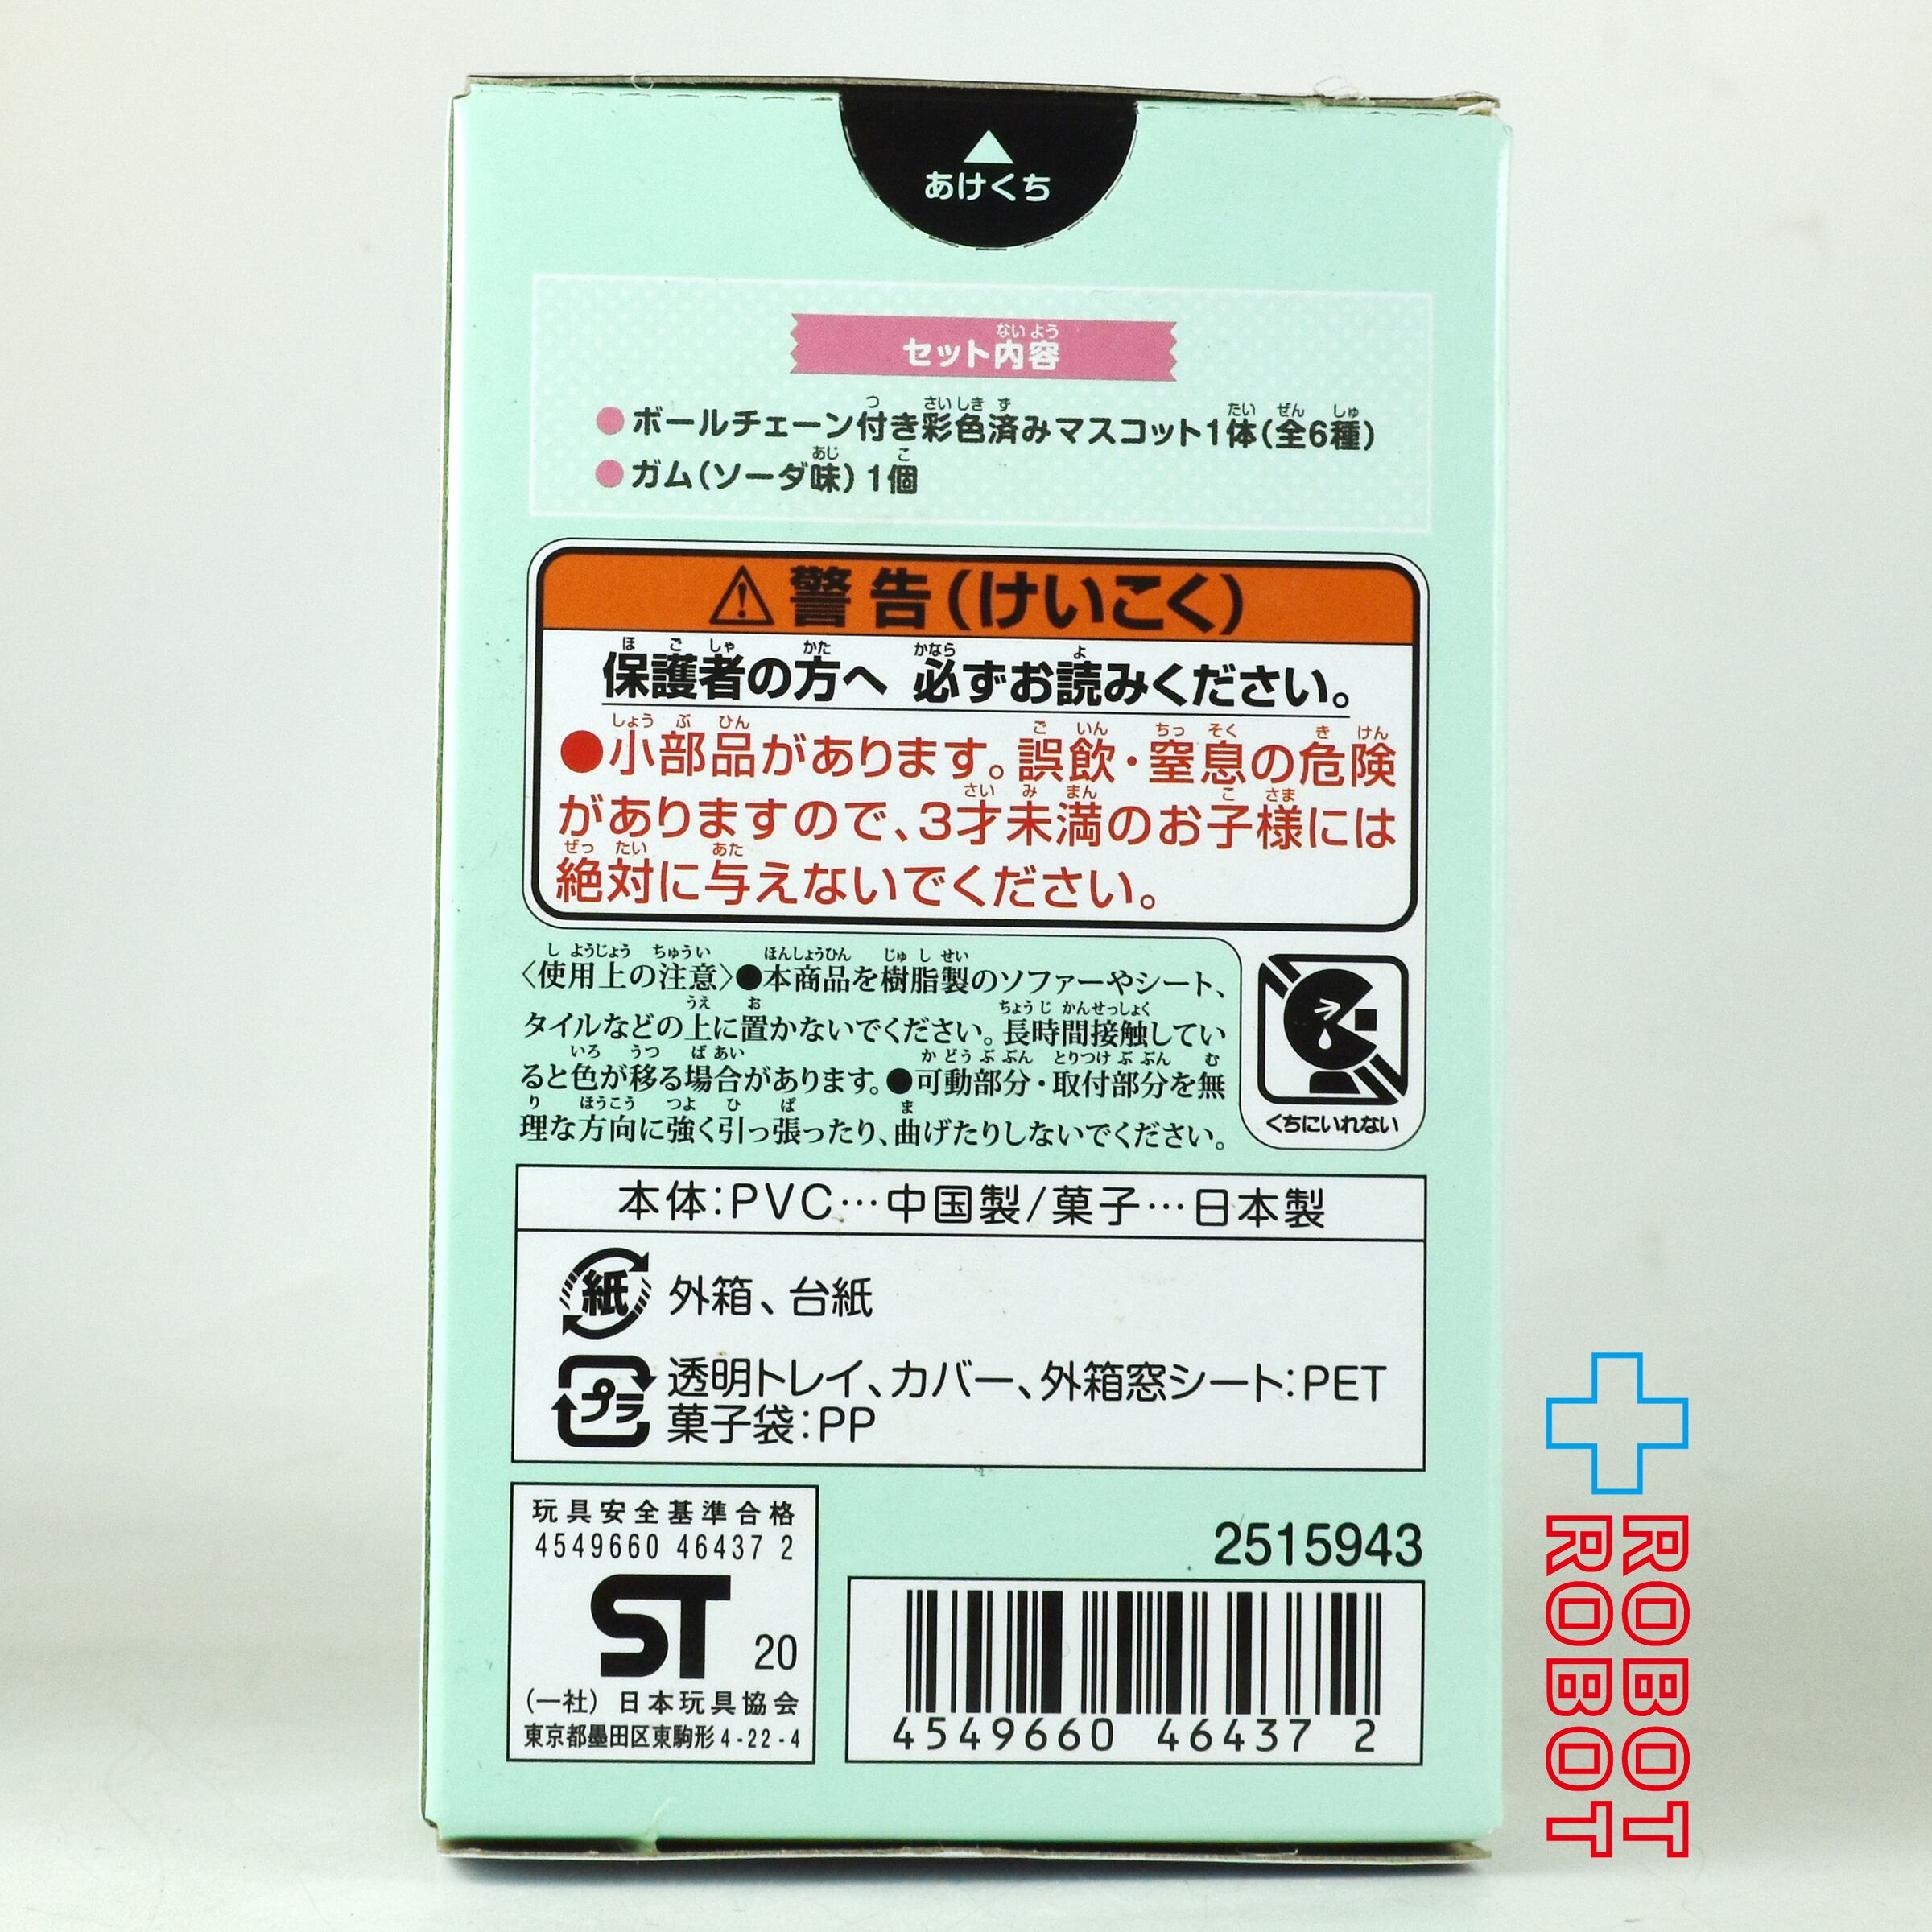 あけくち
セット内容
●ボールチェーン付き彩色済みマスコット1体(全6種)
●ガム(ソーダ味)1個
⚠警告(けいこく)
保護者の方へ 必ずお読みください。
●小部品があります。誤飲・窒息の危険
がありますので、3才未満のお子様には
絶対に与えないでください。
〈使用上の注意〉●本商品を樹脂製のソファーやシート、
タイルなどの上に置かないでください。長時間接触してい
ると色が移る場合があります。●可動部分・取付部分を無
理な方向に強く引っ張ったり、曲げたりしないでください。
くちにいれない
本体:PVC…中国製/菓子…日本製
紙 外箱、台紙
プラ 透明トレイ、カバー、外箱窓シート:PET
菓子袋:PP
玩具安全基準合格
4549660 46437 2
ST 20
(一社)日本玩具協会
東京都墨田区東駒形4-22-4
2515943
4549660 46437 2
ROBOT ROBOT
ROBOT ROBOT